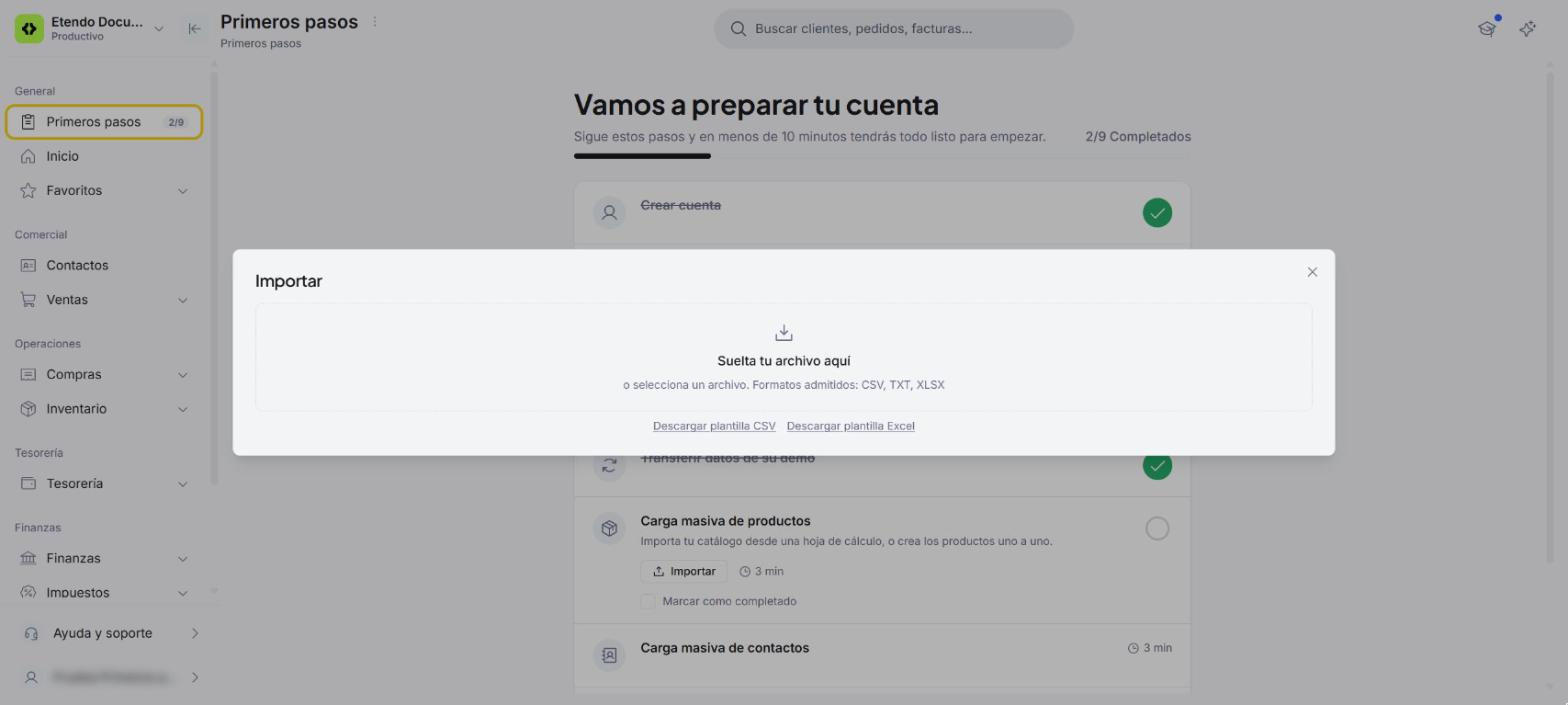 Etendo Docu...
Productivo
Primeros pasos
Primeros pasos
Buscar clientes, pedidos, facturas...
General
Primeros pasos 2/9
Inicio
Favoritos
Comercial
Contactos
Ventas
Operaciones
Compras
Inventario
Tesorería
Tesorería
Finanzas
Finanzas
Impuestos
Ayuda y soporte
Vamos a preparar tu cuenta
Sigue estos pasos y en menos de 10 minutos tendrás todo listo para empezar. 2/9 Completados
Crear cuenta
Importar
Suelta tu archivo aquí
o selecciona un archivo. Formatos admitidos: CSV, TXT, XLSX
Descargar plantilla CSV Descargar plantilla Excel
Transferir datos de su demo
Carga masiva de productos
Importa tu catálogo desde una hoja de cálculo, o crea los productos uno a uno.
Importar 3 min
Marcar como completado
Carga masiva de contactos 3 min